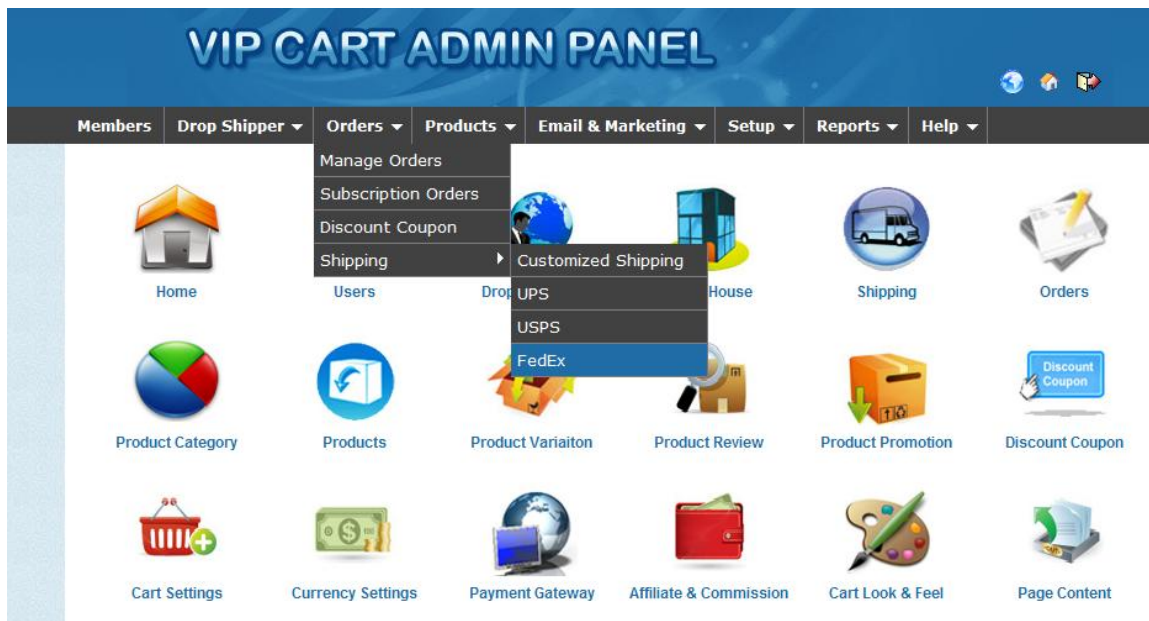 VIP CART ADMIN PANEL
Members Drop Shipper Orders Products Email & Marketing Setup Reports Help
Manage Orders
Subscription Orders
Discount Coupon
Shipping
Customized Shipping
UPS
USPS
FedEx
Home Users Drop House Shipping Orders
Discount
Coupon
Product Category Products Product Variaiton Product Review Product Promotion Discount Coupon
Cart Settings Currency Settings Payment Gateway Affiliate & Commission Cart Look & Feel Page Content